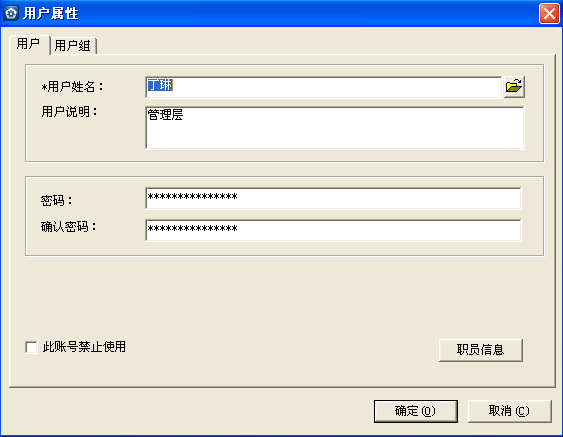 用户属性
用户
用户组
*用户姓名：
丁琳
用户说明：
管理层
密码：
***************
确认密码：
***************
此账号禁止使用
职员信息
确定(O)
取消(C)